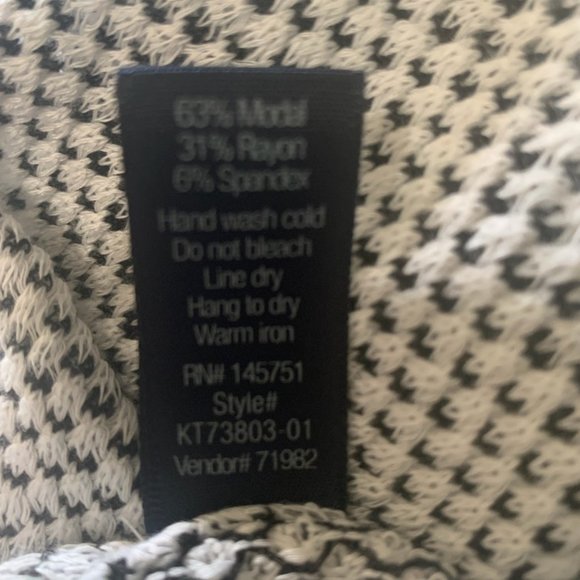 63% Modal
31% Rayon
6% Spandex
Hand wash cold
Do not bleach
Line dry
Hang to dry
Warm iron
RN# 145751
Style#
KT73803-01
Vendor# 71982